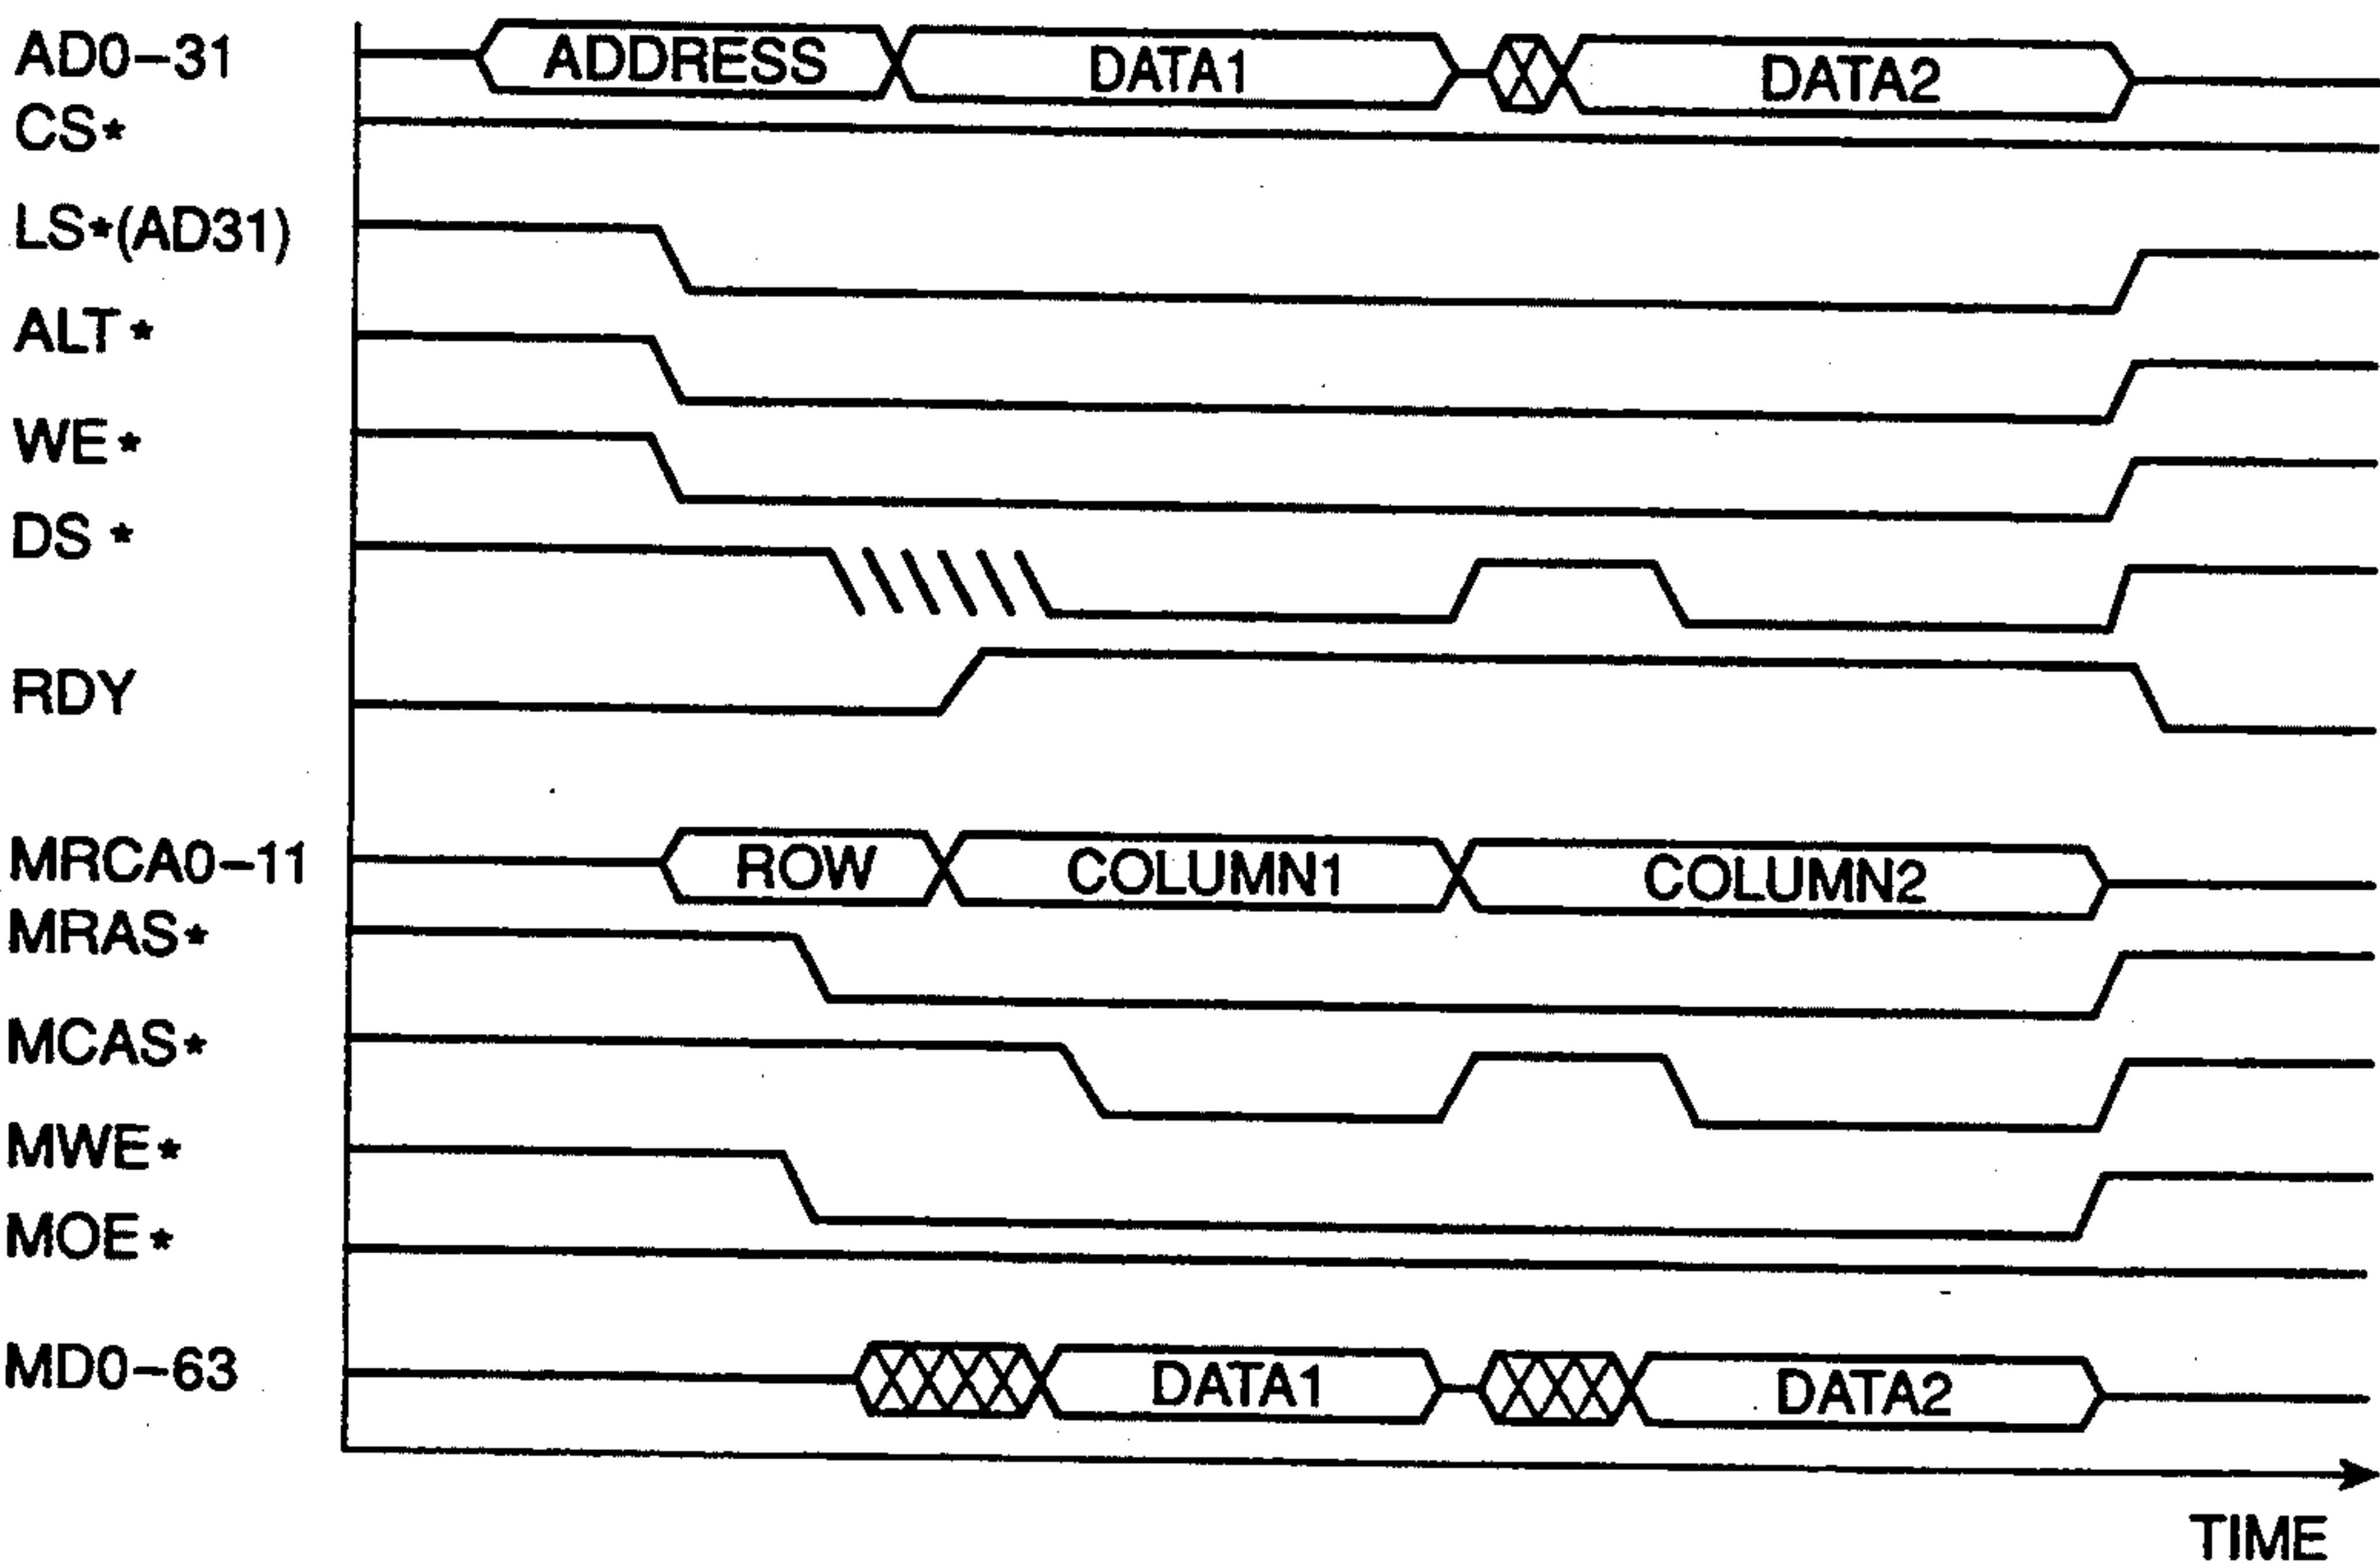 AD0-31 ADDRESS DATA1 DATA2
CS*
LS*(AD31)
ALT*
WE*
DS *
RDY
MRCA0-11 ROW COLUMN1 COLUMN2
MRAS*
MCAS*
MWE*
MOE*
MD0-63 DATA1 DATA2
TIME